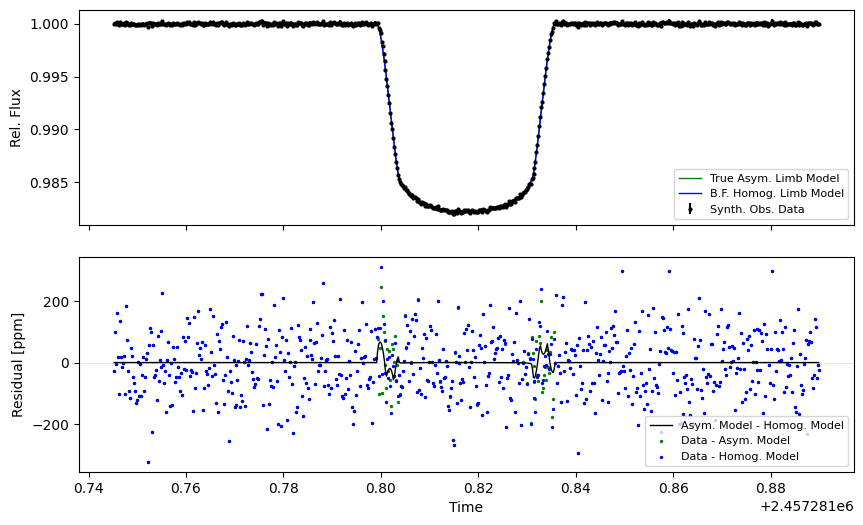 1.000
0.995
0.990
0.985
Rel. Flux
True Asym. Limb Model
B.F. Homog. Limb Model
Synth. Obs. Data
200
0
−200
Residual [ppm]
Asym. Model - Homog. Model
Data - Asym. Model
Data - Homog. Model
0.74 0.76 0.78 0.80 0.82 0.84 0.86 0.88
Time
+2.457281e6